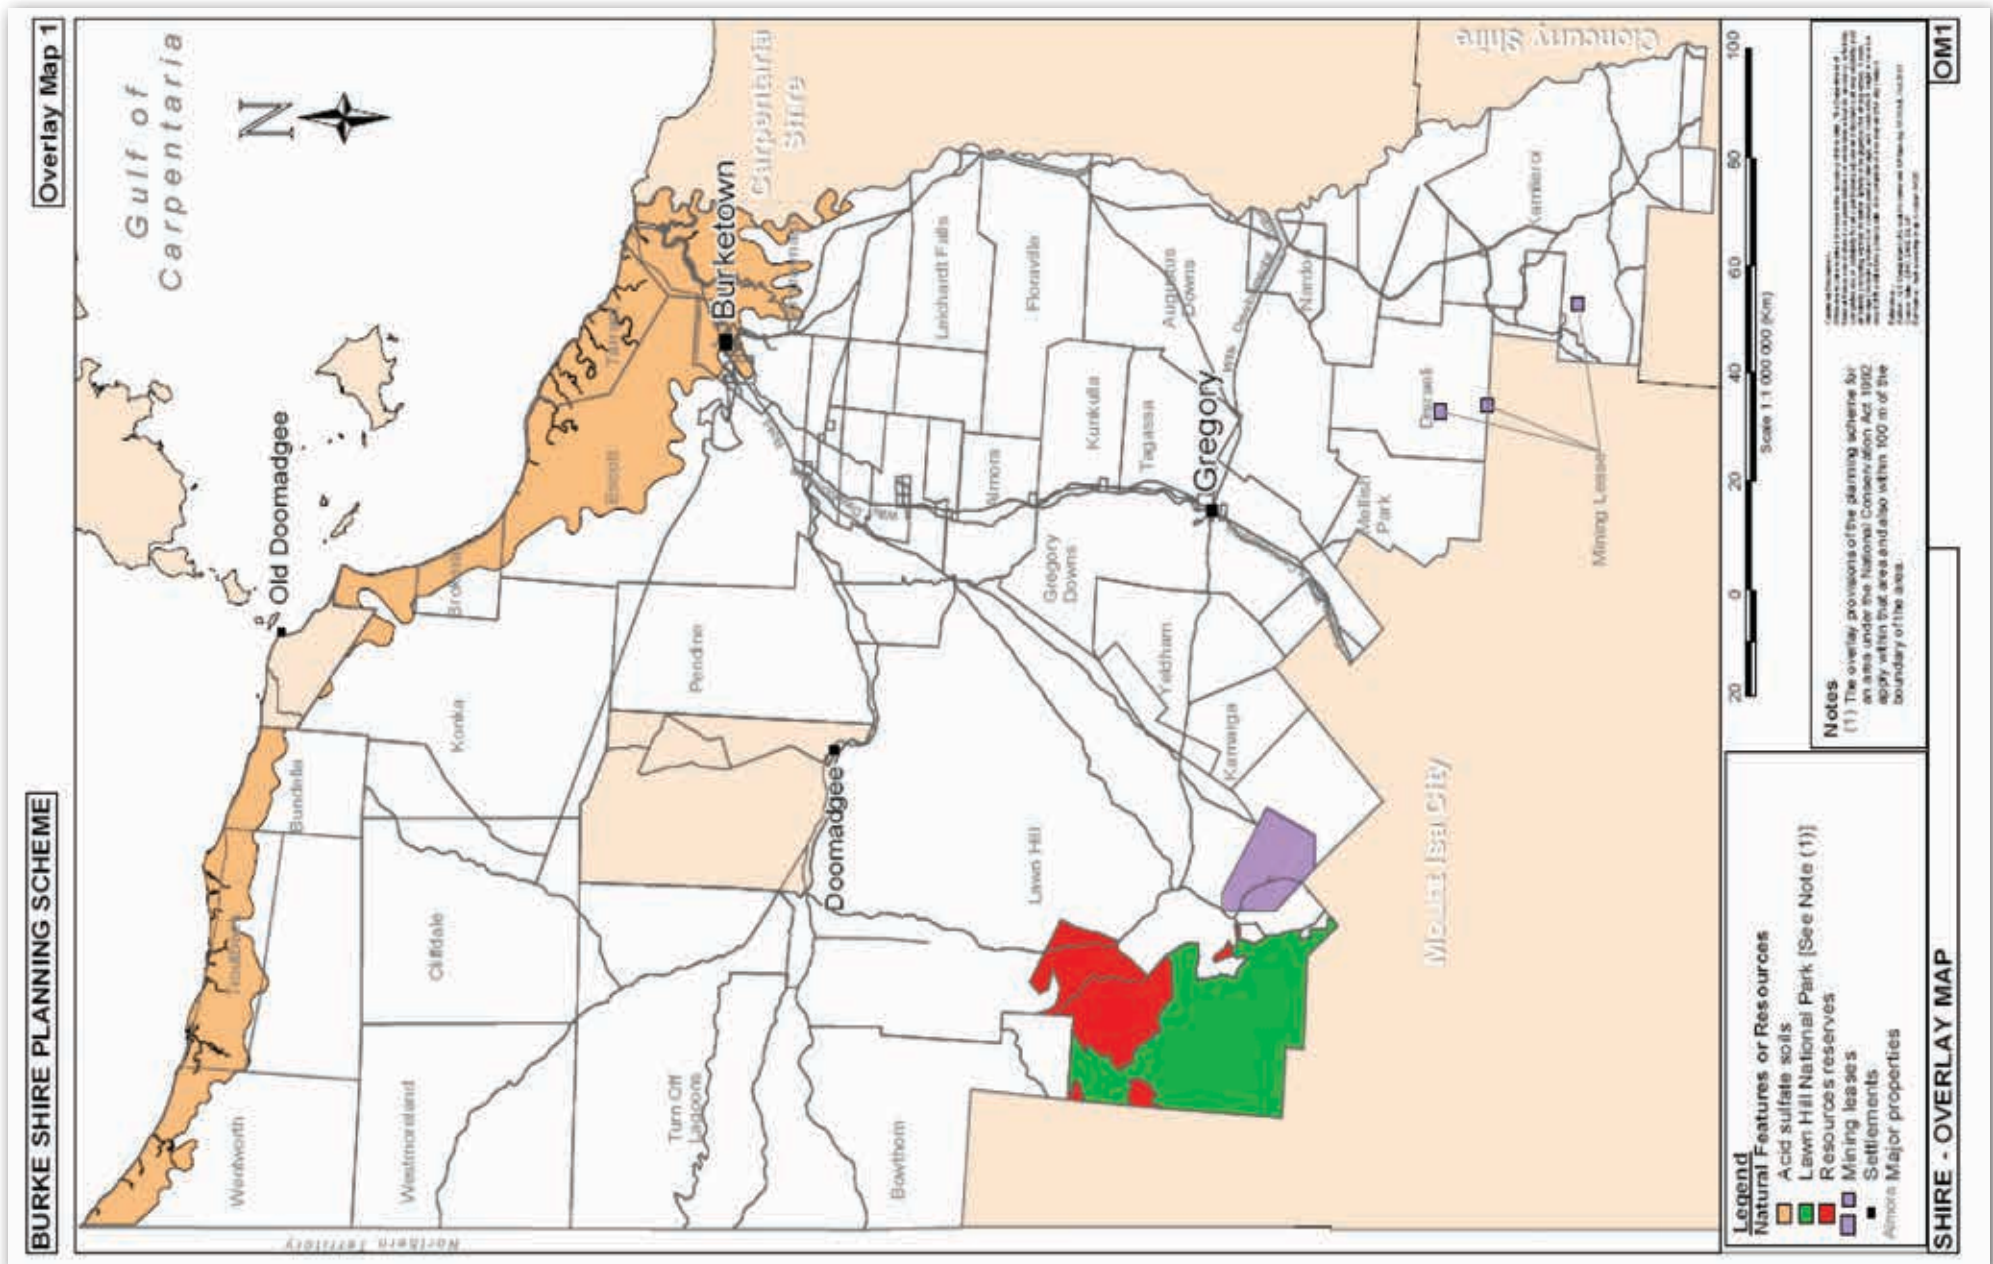 BURKE SHIRE PLANNING SCHEME
Overlay Map 1
Gulf of
Carpentaria
N
Old Doomadgee
Burketown
Carpentaria
Shire
Wentworth
Bundella
Escott
Westmoreland
Cliffdale
Konka
Pendine
Turn Off
Lagoons
Doomadgee
Leichardt Falls
Floraville
Almora
Kunkulla
Tagassa
Augustus
Downs
Bowthorn
Lawn Hill
Gregory
Downs
Yeldham
Kamaiga
Gregory
Nardoo
Kamileroi
Mellish
Park
Mining Lease
Mount Isa City
Cloncurry Shire
Northern Territory
20 0 20 40 60 80 100
Scale 1:1 000 000 (Km)
Legend
Natural Features or Resources
Acid sulfate soils
Lawn Hill National Park [See Note (1)]
Resources reserves
Mining leases
Settlements
Almora Major properties
Notes
(1) The overlay provisions of the planning scheme for
an area under the National Conservation Act 1992
apply within that area and also within 100 m of the
boundary of the area.
SHIRE - OVERLAY MAP
OM1